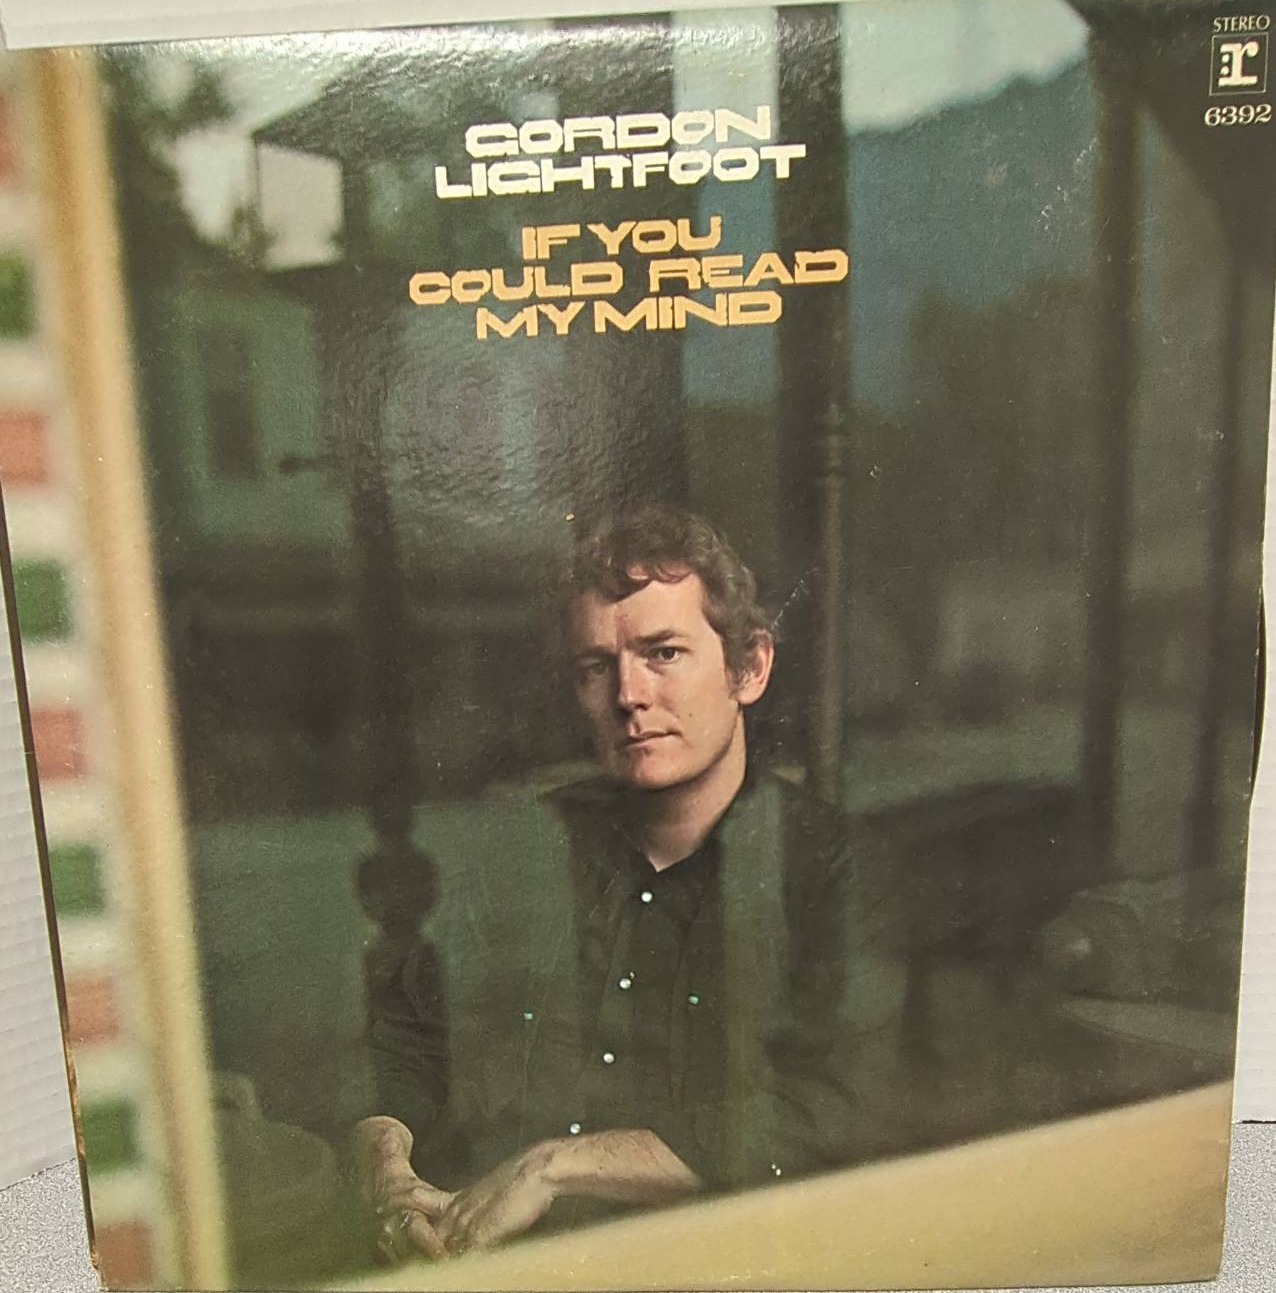 STEREO
r
6392
GORDON
LIGHTFOOT
IF YOU
COULD READ
MY MIND